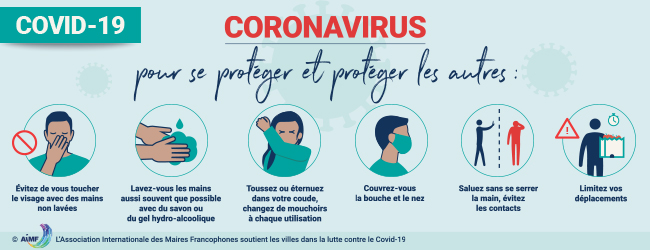 COVID-19
CORONAVIRUS
pour se protéger et protéger les autres :
Évitez de vous toucher
le visage avec des mains
non lavées
Lavez-vous les mains
aussi souvent que possible
avec du savon ou
du gel hydro-alcoolique
Toussez ou éternuez
dans votre coude,
changez de mouchoirs
à chaque utilisation
Couvrez-vous
la bouche et le nez
Saluez sans se serrer
la main, évitez
les contacts
Limitez vos
déplacements
© AIMF L'Association Internationale des Maires Francophones soutient les villes dans la lutte contre le Covid-19